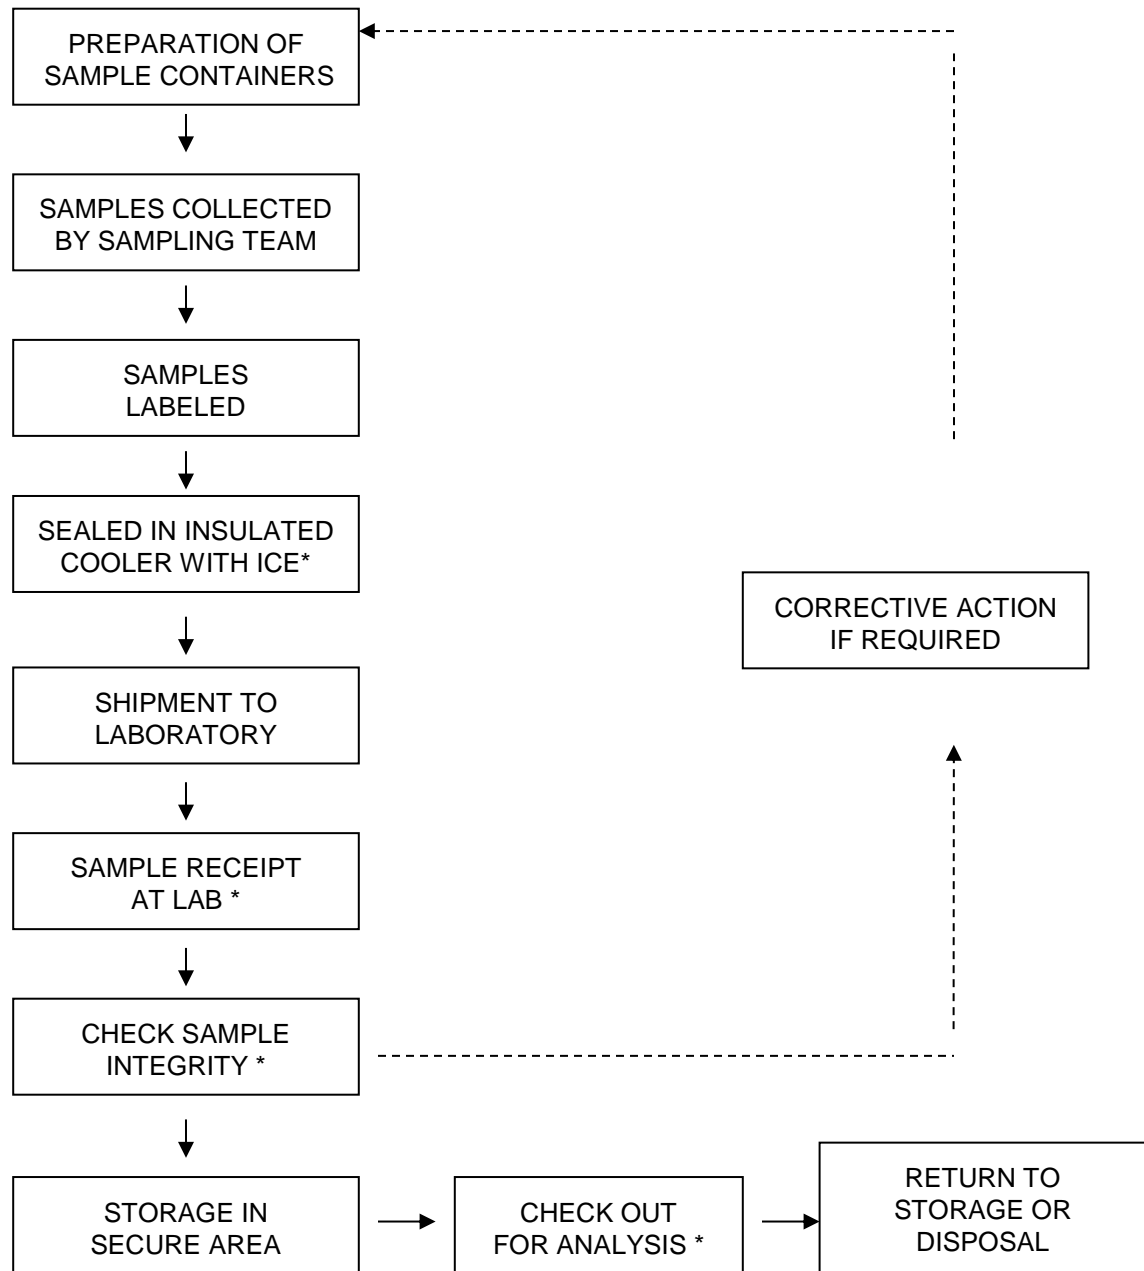 PREPARATION OF
SAMPLE CONTAINERS
SAMPLES COLLECTED
BY SAMPLING TEAM
SAMPLES
LABELED
SEALED IN INSULATED
COOLER WITH ICE*
CORRECTIVE ACTION
IF REQUIRED
SHIPMENT TO
LABORATORY
SAMPLE RECEIPT
AT LAB *
CHECK SAMPLE
INTEGRITY *
STORAGE IN
SECURE AREA
CHECK OUT
FOR ANALYSIS *
RETURN TO
STORAGE OR
DISPOSAL